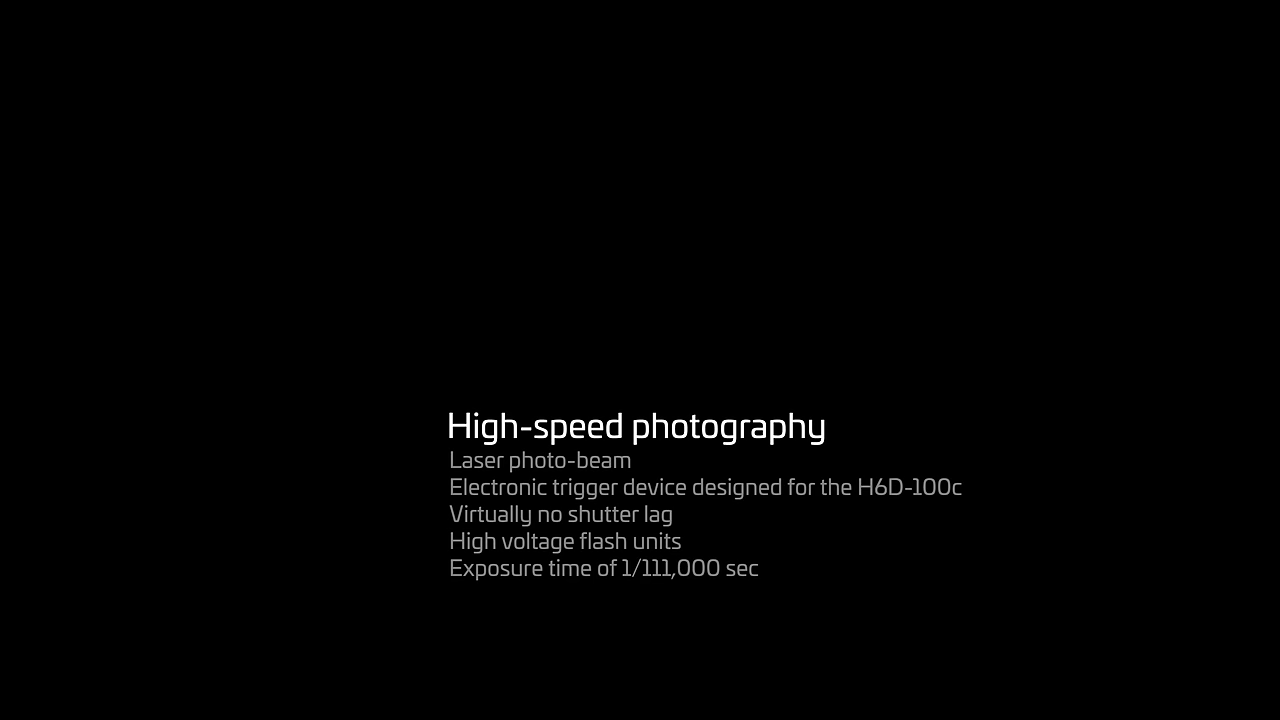 High-speed photography
Laser photo-beam
Electronic trigger device designed for the H6D-100c
Virtually no shutter lag
High voltage flash units
Exposure time of 1/111,000 sec